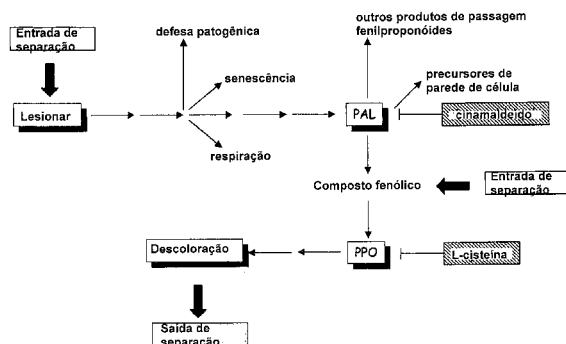 outros produtos de passagem
fenilproponóides
defesa patogênica
Entrada de
separação
senescência
precursores de
parede de célula
Lesionar
PAL
cinamaldeído
respiração
Composto fenólico
Entrada de
separação
Descoloração
PPO
L-cisteína
Saída de
separação